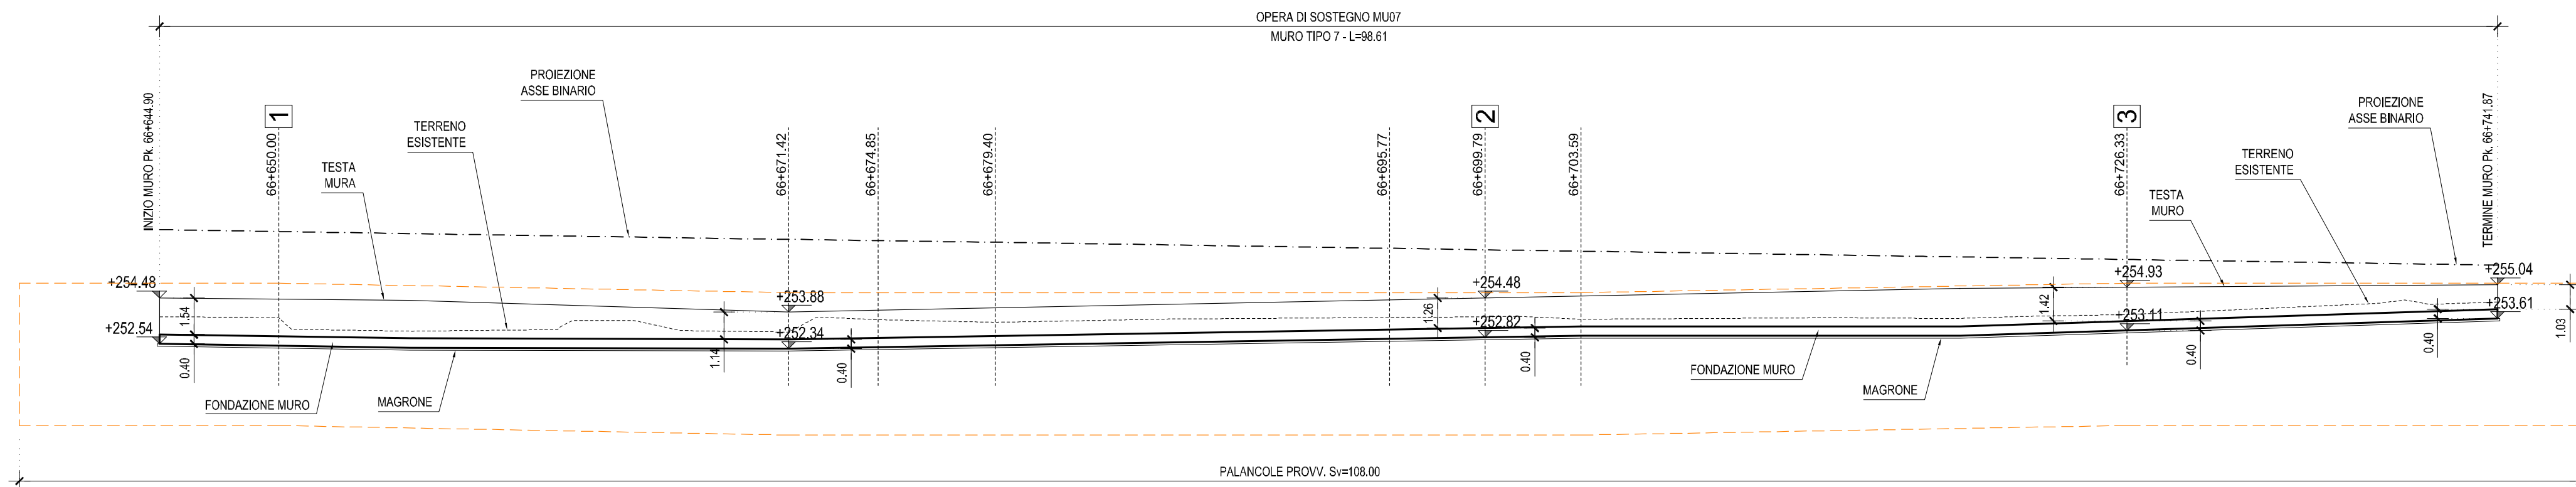 OPERA DI SOSTEGNO MU07
MURO TIPO 7 - L=98.61
PROIEZIONE
ASSE BINARIO
TERRENO
ESISTENTE
TESTA
MURA
INIZIO MURO Pk. 66+644.90
1
66+650.00
66+671.42
66+674.85
66+679.40
66+695.77
2
66+699.79
66+703.59
3
66+726.33
PROIEZIONE
ASSE BINARIO
TERRENO
ESISTENTE
TESTA
MURO
TERMINE MURO Pk. 66+741.87
+254.48
+253.88
+254.48
+254.93
+255.04
1.54
1.26
1.42
+252.54
+252.34
+252.82
+253.11
+253.61
1.03
0.40
1.14
0.40
0.40
0.40
0.40
FONDAZIONE MURO
MAGRONE
FONDAZIONE MURO
MAGRONE
PALANCOLE PROVV. Sv=108.00